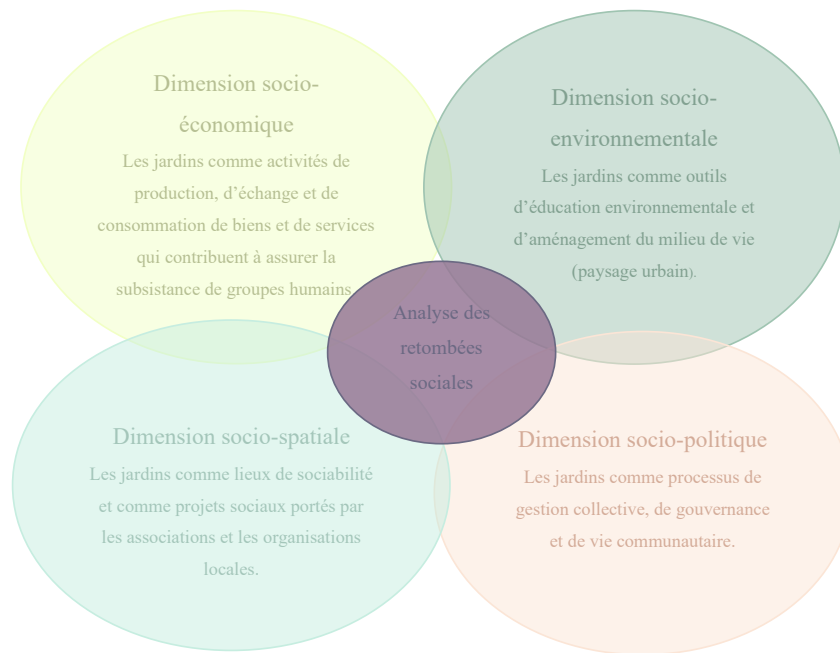 Dimension socio-
économique
Les jardins comme activités de
production, d'échange et de
consommation de biens et de services
qui contribuent à assurer la
subsistance de groupes humains.
Dimension socio-
environnementale
Les jardins comme outils
d'éducation environnementale et
d'aménagement du milieu de vie
(paysage urbain).
Analyse des
retombées
sociales
Dimension socio-spatiale
Les jardins comme lieux de sociabilité
et comme projets sociaux portés par
les associations et les organisations
locales.
Dimension socio-politique
Les jardins comme processus de
gestion collective, de gouvernance
et de vie communautaire.